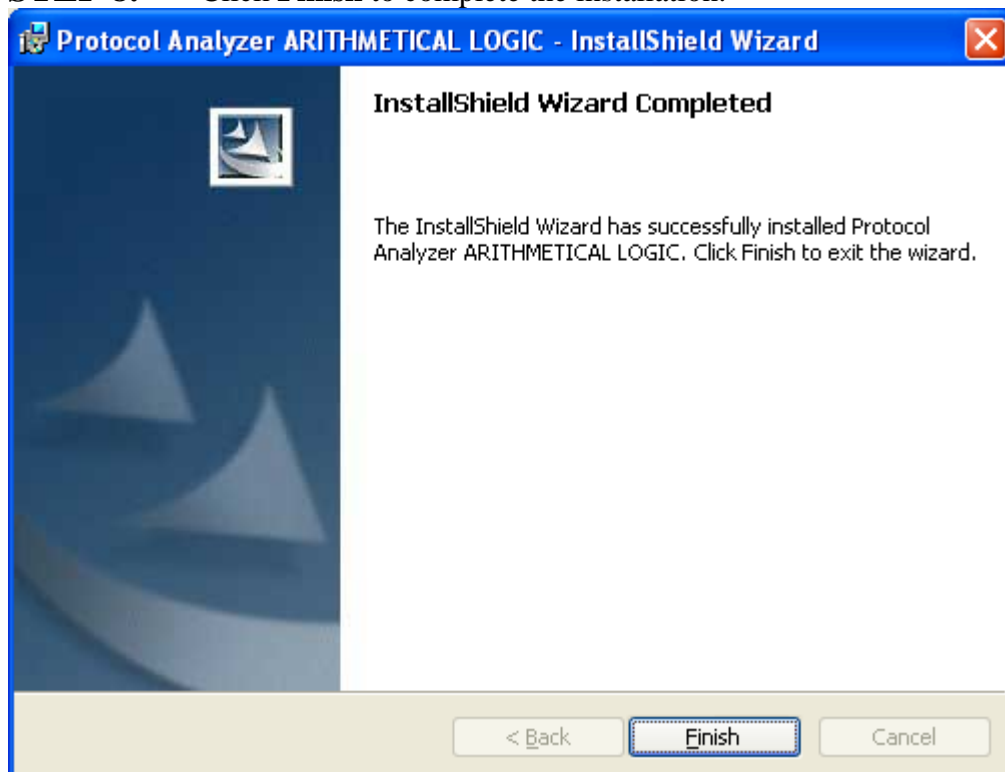 Click Finish to complete the installation.
Protocol Analyzer ARITHMETICAL LOGIC - InstallShield Wizard
InstallShield Wizard Completed
The InstallShield Wizard has successfully installed Protocol
Analyzer ARITHMETICAL LOGIC. Click Finish to exit the wizard.
< Back
Finish
Cancel